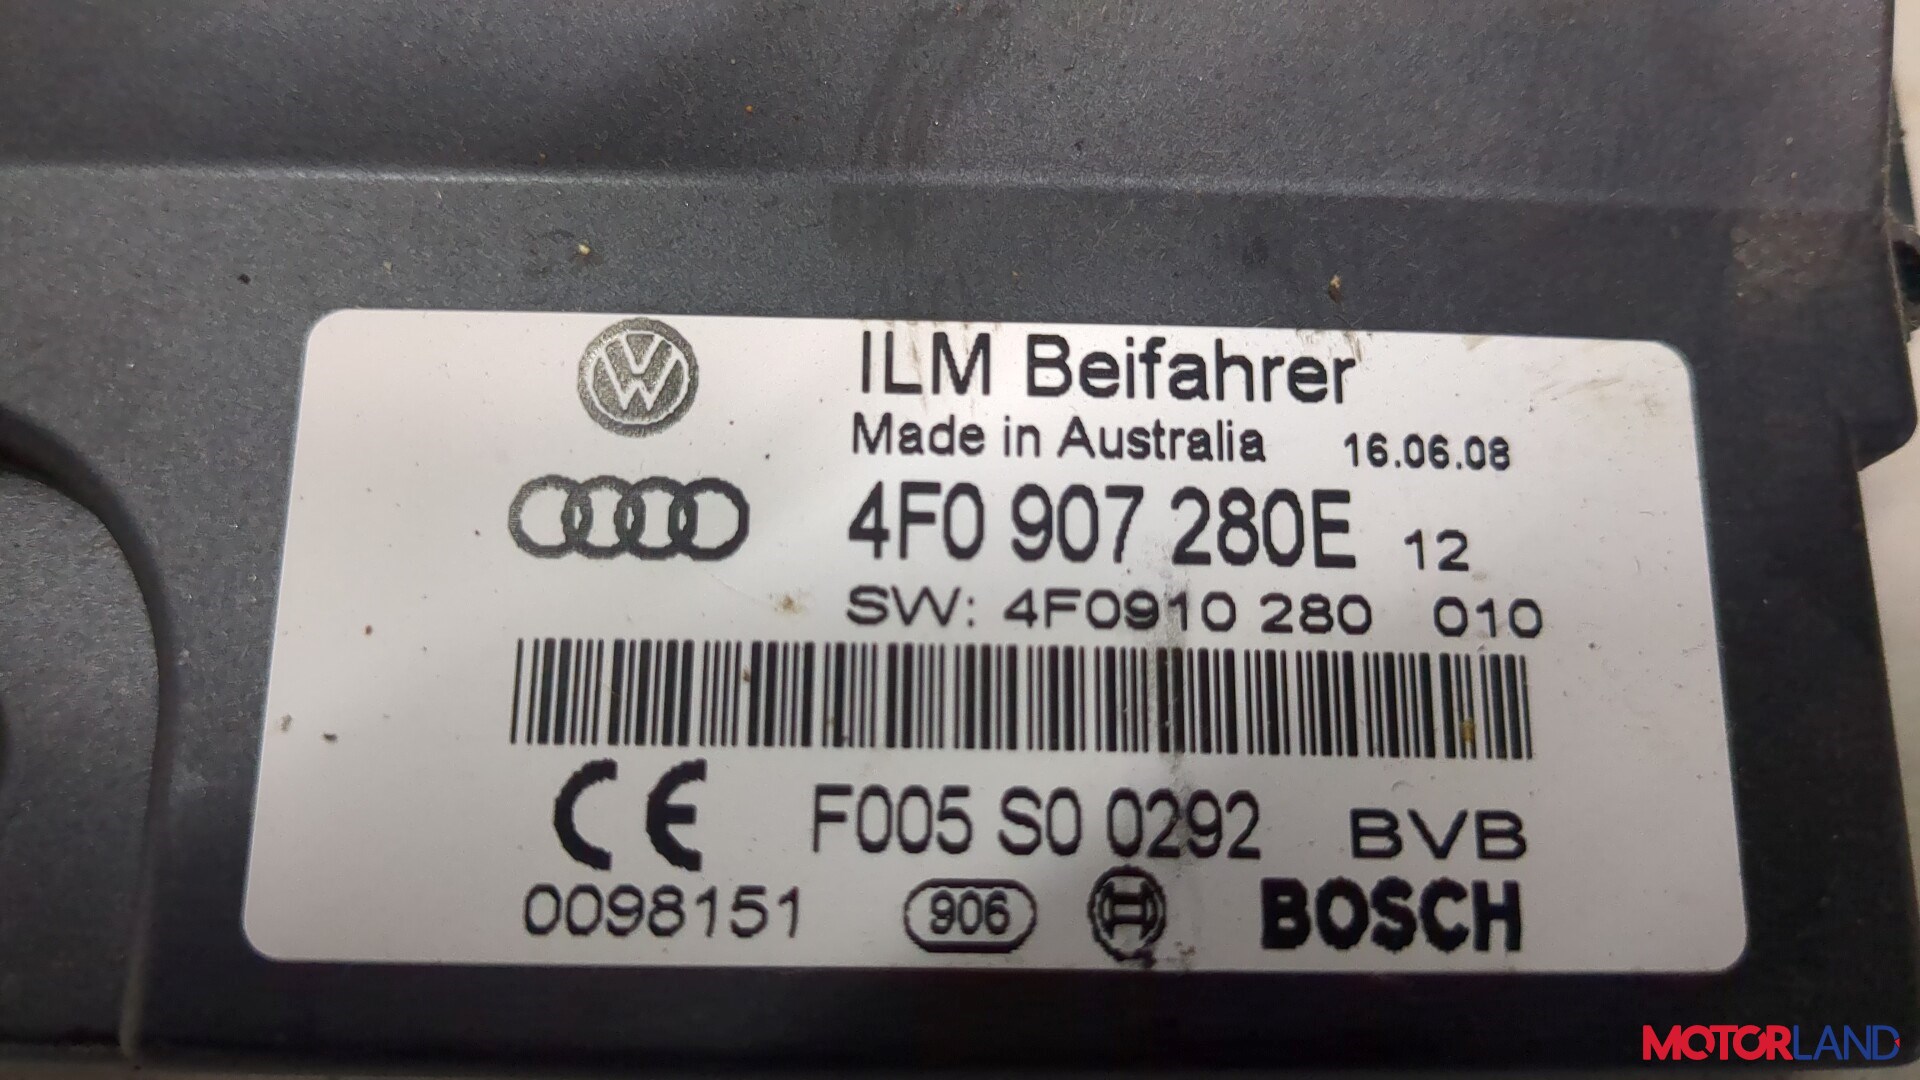 ILM Beifahrer
Made in Australia 16.06.08
4F0 907 280E 12
SW: 4F0910 280 010
CE F005 S0 0292 BVB
0098151 906 BOSCH
MOTORLAND